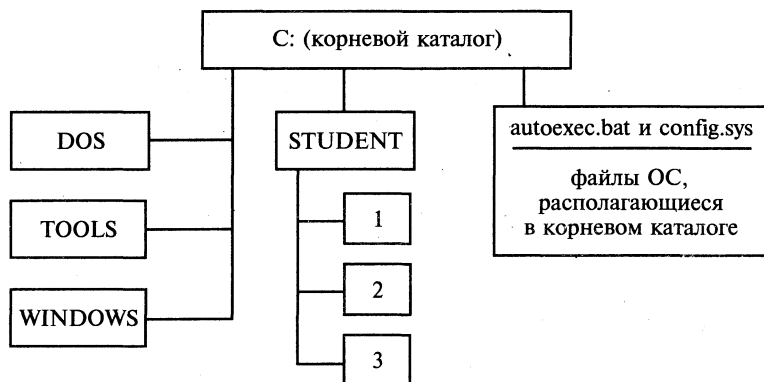 С: (корневой каталог)
DOS
STUDENT
autoexec.bat и config.sys
файлы ОС,
располагающиеся
в корневом каталоге
TOOLS
1
WINDOWS
2
3